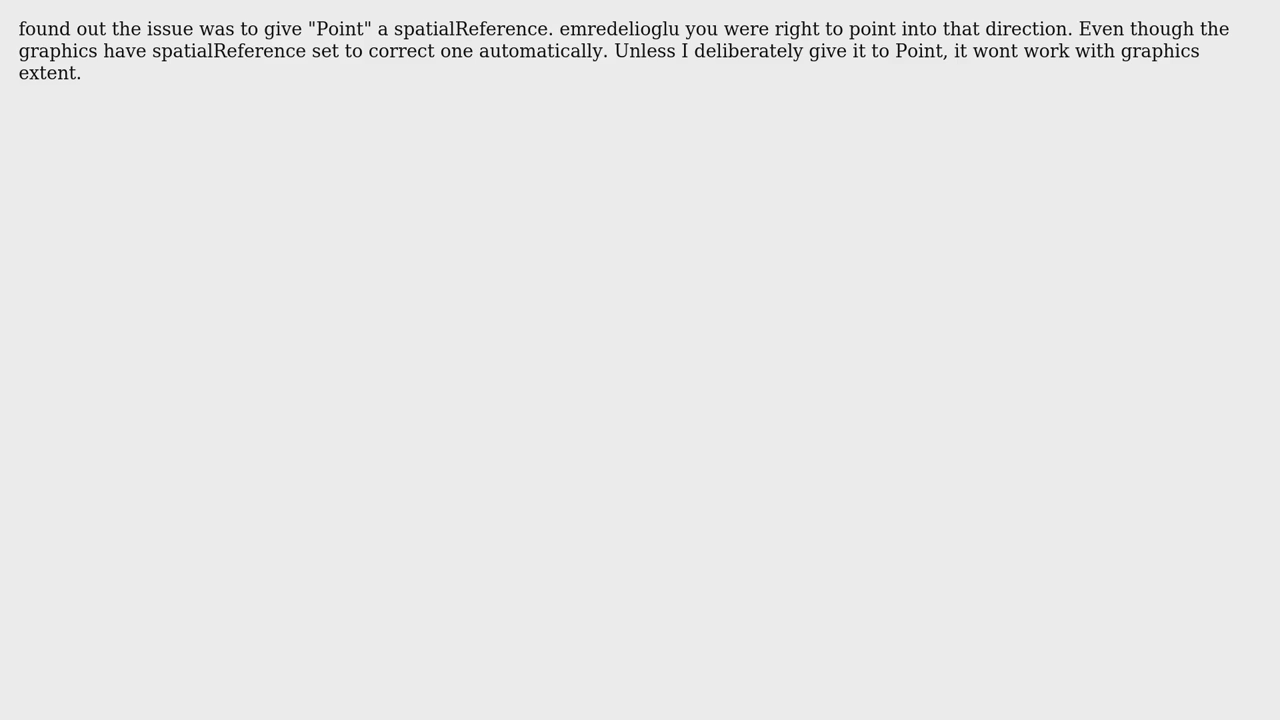 found out the issue was to give "Point" a spatialReference. emredelioglu you were right to point into that direction. Even though the
graphics have spatialReference set to correct one automatically. Unless I deliberately give it to Point, it wont work with graphics
extent.